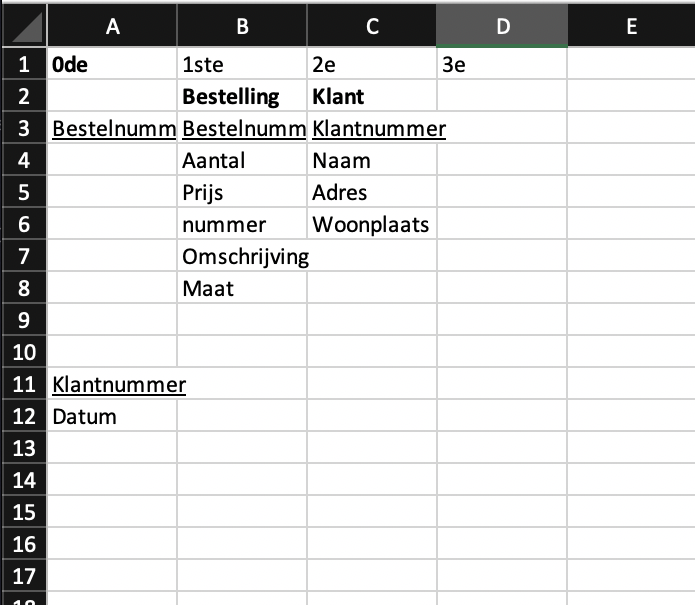 A B C D E
1 0de 1ste 2e 3e
2 Bestelling Klant
3 Bestelnumm Bestelnumm Klantnummer
4 Aantal Naam
5 Prijs Adres
6 nummer Woonplaats
7 Omschrijving
8 Maat
9
10
11 Klantnummer
12 Datum
13
14
15
16
17
18